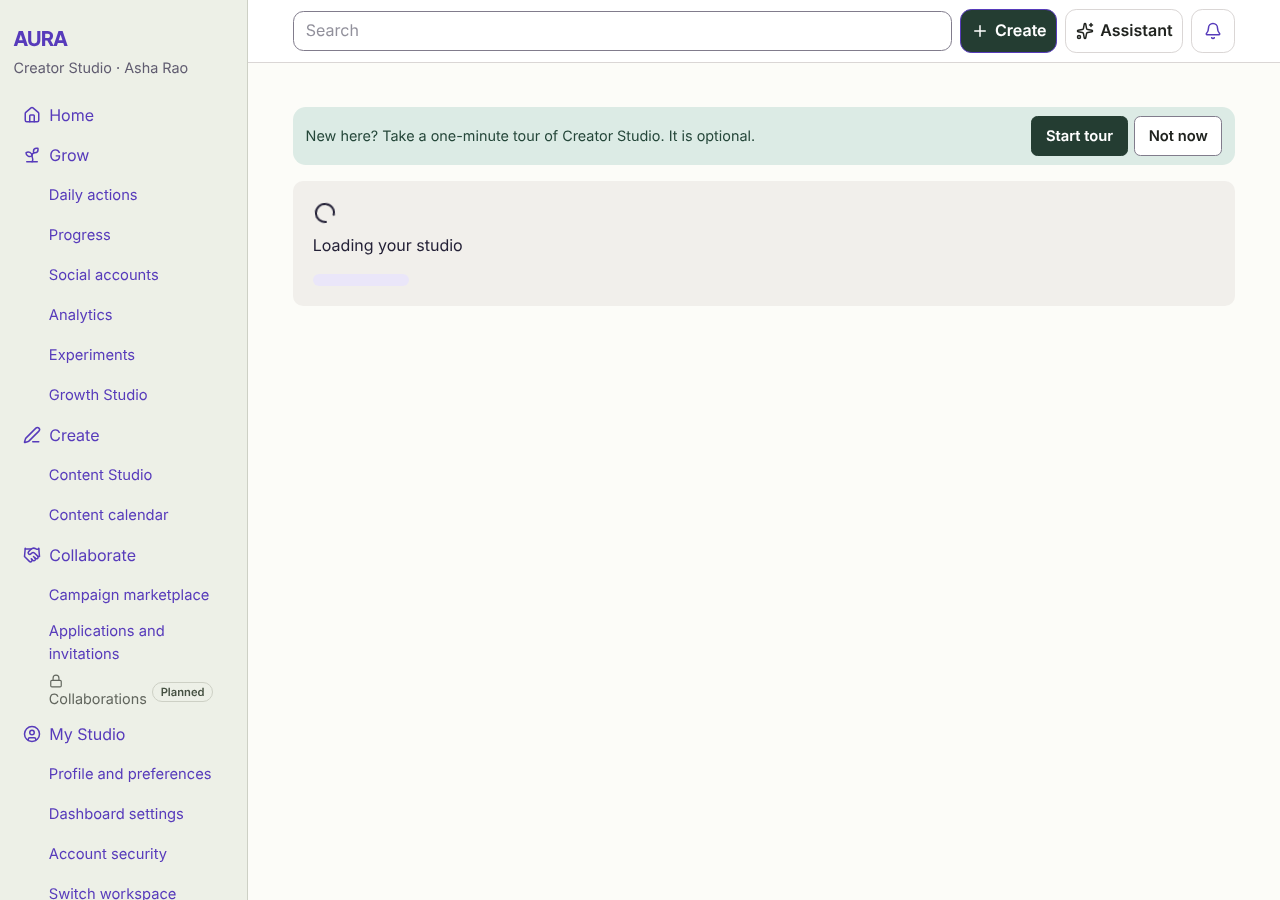 AURA
Creator Studio · Asha Rao
Home
Grow
Daily actions
Progress
Social accounts
Analytics
Experiments
Growth Studio
Create
Content Studio
Content calendar
Collaborate
Campaign marketplace
Applications and
invitations
Collaborations Planned
My Studio
Profile and preferences
Dashboard settings
Account security
Switch workspace
Search
Create
Assistant
New here? Take a one-minute tour of Creator Studio. It is optional.
Start tour
Not now
Loading your studio